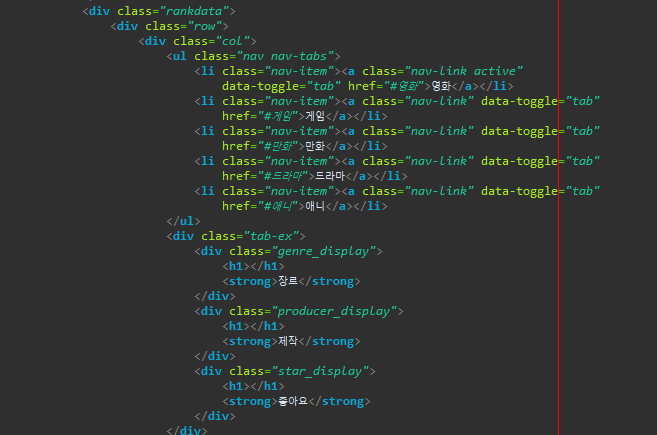 <div class="rankdata">
<div class="row">
<div class="col">
<ul class="nav nav-tabs">
<li class="nav-item"><a class="nav-link active"
data-toggle="tab" href="#영화">영화</a></li>
<li class="nav-item"><a class="nav-link" data-toggle="tab"
href="#게임">게임</a></li>
<li class="nav-item"><a class="nav-link" data-toggle="tab"
href="#만화">만화</a></li>
<li class="nav-item"><a class="nav-link" data-toggle="tab"
href="#드라마">드라마</a></li>
<li class="nav-item"><a class="nav-link" data-toggle="tab"
href="#애니">애니</a></li>
</ul>
<div class="tab-ex">
<div class="genre_display">
<h1></h1>
<strong>장르</strong>
</div>
<div class="producer_display">
<h1></h1>
<strong>제작</strong>
</div>
<div class="star_display">
<h1></h1>
<strong>좋아요</strong>
</div>
</div>